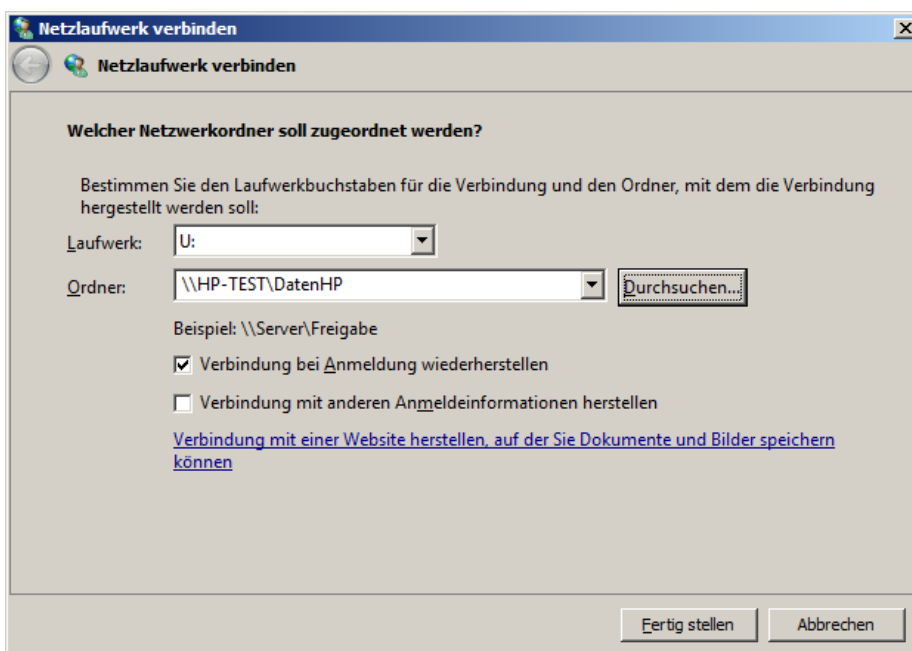 Netzlaufwerk verbinden
Netzlaufwerk verbinden
Welcher Netzwerkordner soll zugeordnet werden?
Bestimmen Sie den Laufwerkbuchstaben für die Verbindung und den Ordner, mit dem die Verbindung
hergestellt werden soll:
Laufwerk: U:
Ordner: \\HP-TEST\DatenHP Durchsuchen...
Beispiel: \\Server\Freigabe
Verbindung bei Anmeldung wiederherstellen
Verbindung mit anderen Anmeldeinformationen herstellen
Verbindung mit einer Website herstellen, auf der Sie Dokumente und Bilder speichern
können
Fertig stellen Abbrechen